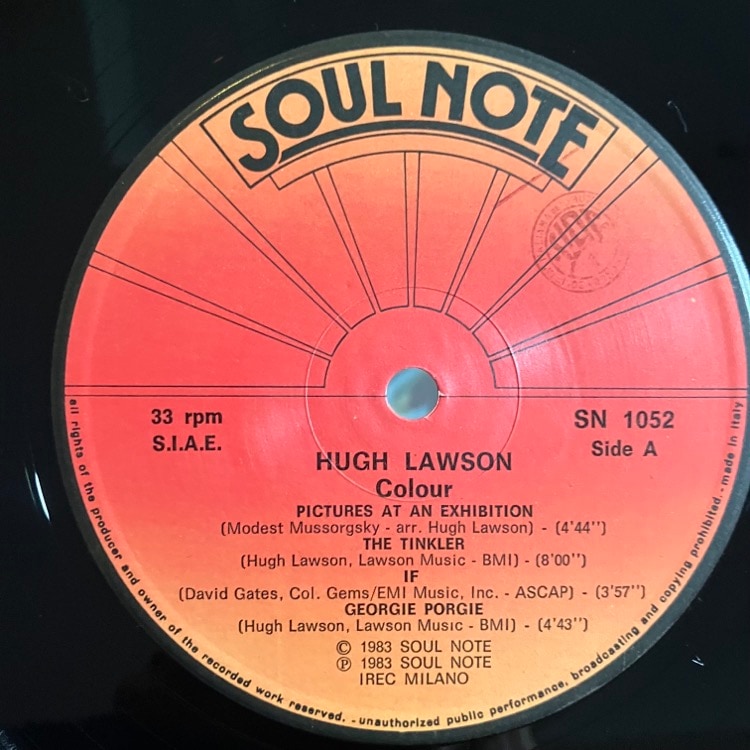 SOUL NOTE
33 rpm
S.I.A.E.
SN 1052
Side A
HUGH LAWSON
Colour
PICTURES AT AN EXHIBITION
(Modest Mussorgsky - arr. Hugh Lawson) - (4'44'')
THE TINKLER
(Hugh Lawson, Lawson Music - BMI) - (8'00'')
IF
(David Gates, Col. Gems/EMI Music, Inc. - ASCAP) - (3'57'')
GEORGIE PORGIE
(Hugh Lawson, Lawson Music - BMI) - (4'43'')
© 1983 SOUL NOTE
℗ 1983 SOUL NOTE
IREC MILANO
all rights of the producer and owner of the recorded work reserved. - unauthorized public performance, broadcasting and copying prohibited. - made in Italy